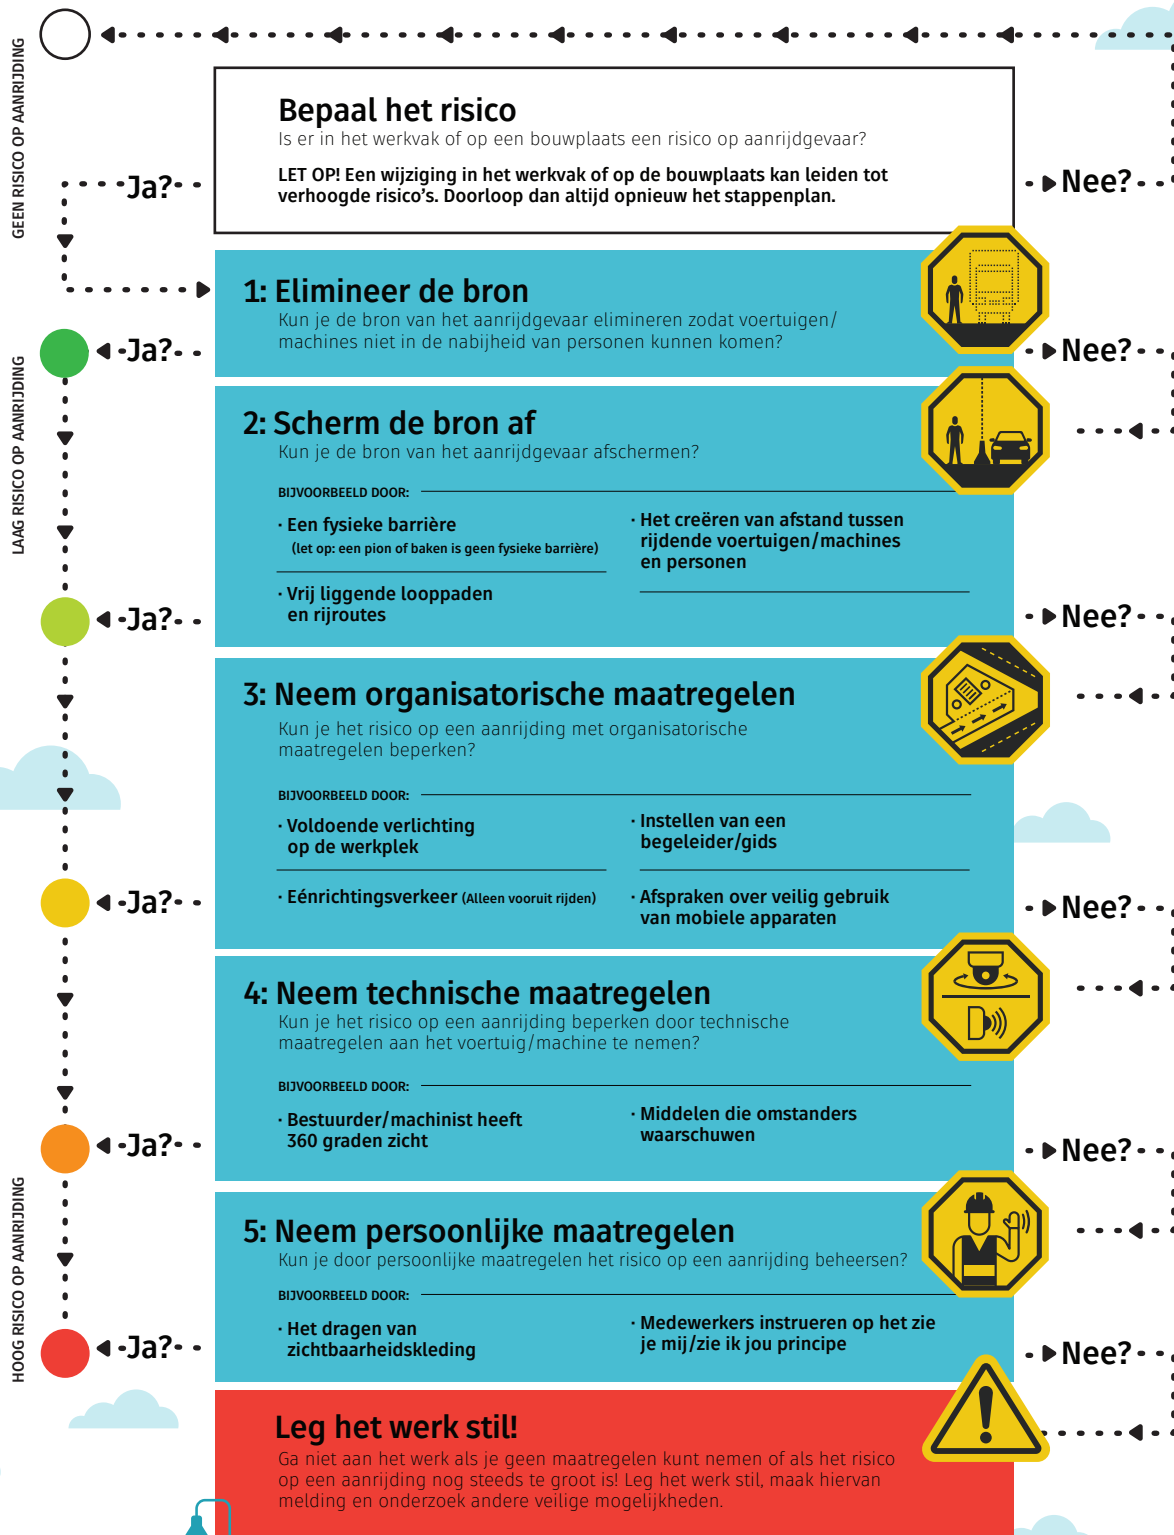 GEEN RISICO OP AANRIJDING
Bepaal het risico
Is er in het werkvak of op een bouwplaats een risico op aanrijdgevaar?
LET OP! Een wijziging in het werkvak of op de bouwplaats kan leiden tot
verhoogde risico's. Doorloop dan altijd opnieuw het stappenplan.
Ja?
Nee?
1: Elimineer de bron
Kun je de bron van het aanrijdgevaar elimineren zodat voertuigen/
machines niet in de nabijheid van personen kunnen komen?
Ja?
Nee?
LAAG RISICO OP AANRIJDING
2: Scherm de bron af
Kun je de bron van het aanrijdgevaar afschermen?
BIJVOORBEELD DOOR:
· Een fysieke barrière
(let op: een pion of baken is geen fysieke barrière)
· Vrij liggende looppaden
en rijroutes
· Het creëren van afstand tussen
rijdende voertuigen/machines
en personen
Ja?
Nee?
3: Neem organisatorische maatregelen
Kun je het risico op een aanrijding met organisatorische
maatregelen beperken?
BIJVOORBEELD DOOR:
· Voldoende verlichting
op de werkplek
· Eénrichtingsverkeer (Alleen vooruit rijden)
· Instellen van een
begeleider/gids
· Afspraken over veilig gebruik
van mobiele apparaten
Ja?
Nee?
4: Neem technische maatregelen
Kun je het risico op een aanrijding beperken door technische
maatregelen aan het voertuig/machine te nemen?
BIJVOORBEELD DOOR:
· Bestuurder/machinist heeft
360 graden zicht
· Middelen die omstanders
waarschuwen
Ja?
Nee?
HOOG RISICO OP AANRIJDING
5: Neem persoonlijke maatregelen
Kun je door persoonlijke maatregelen het risico op een aanrijding beheersen?
BIJVOORBEELD DOOR:
· Het dragen van
zichtbaarheidskleding
· Medewerkers instrueren op het zie
je mij/zie ik jou principe
Ja?
Nee?
Leg het werk stil!
Ga niet aan het werk als je geen maatregelen kunt nemen of als het risico
op een aanrijding nog steeds te groot is! Leg het werk stil, maak hiervan
melding en onderzoek andere veilige mogelijkheden.